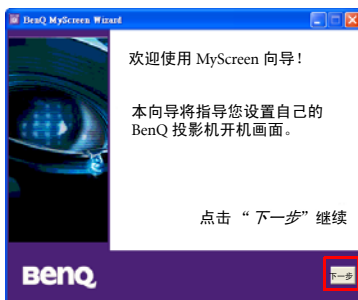 BenQ MyScreen Wizard
欢迎使用 MyScreen 向导！
本向导将指导您设置自己的
BenQ 投影机开机画面。
点击 “下一步”继续
BenQ
下一步